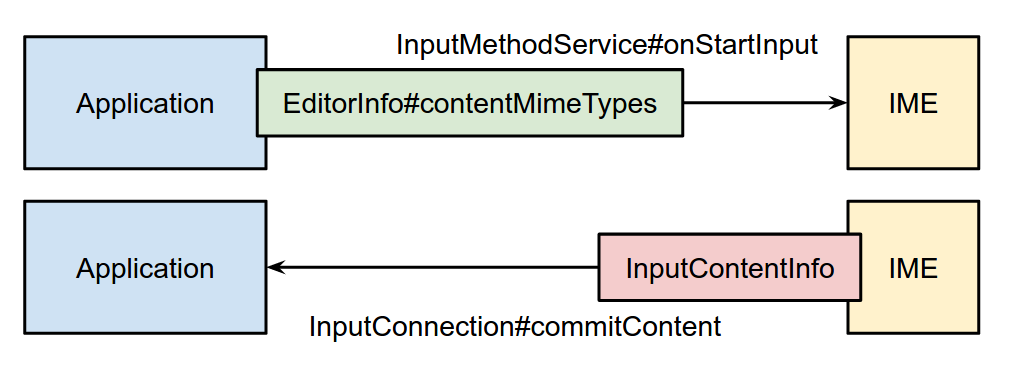 InputMethodService#onStartInput
Application
EditorInfo#contentMimeTypes
IME
Application
InputContentInfo
IME
InputConnection#commitContent